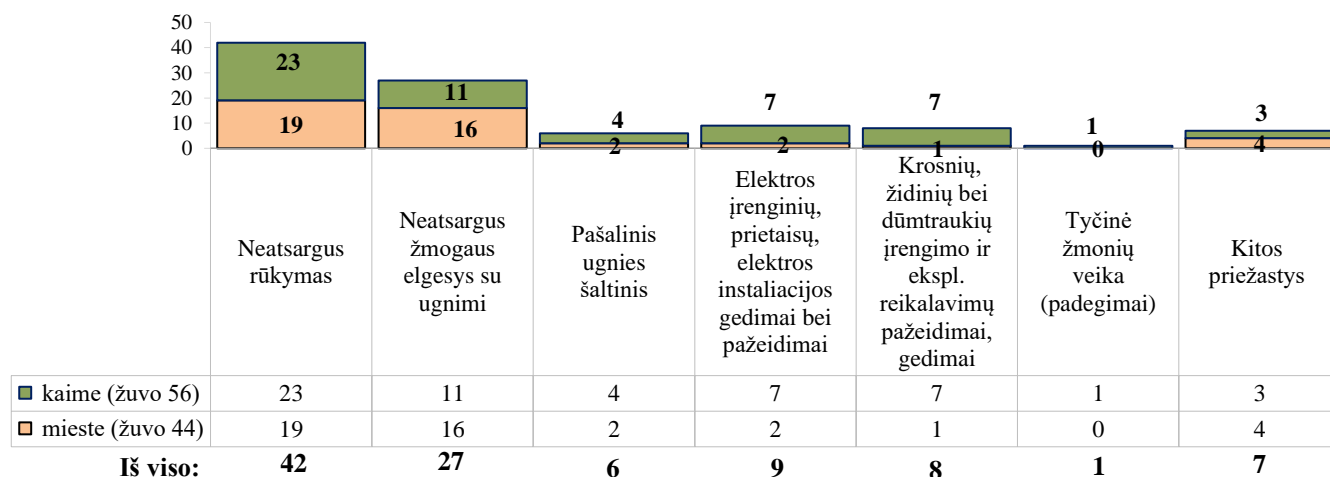 50
40
30
20
10
0
23
19
11
16
4
2
7
2
7
1
1
0
3
4
Neatsargus
rūkymas
Neatsargus
žmogaus
elgesys su
ugnimi
Pašalinis
ugnies
šaltinis
Elektros
įrenginių,
prietaisų,
elektros
instaliacijos
gedimai bei
pažeidimai
Krosnių,
židinių bei
dūmtraukių
įrengimo ir
ekspl.
reikalavimų
pažeidimai,
gedimai
Tyčinė
žmonių
veika
(padegimai)
Kitos
priežastys
kaime (žuvo 56) 23 11 4 7 7 1 3
mieste (žuvo 44) 19 16 2 2 1 0 4
Iš viso: 42 27 6 9 8 1 7